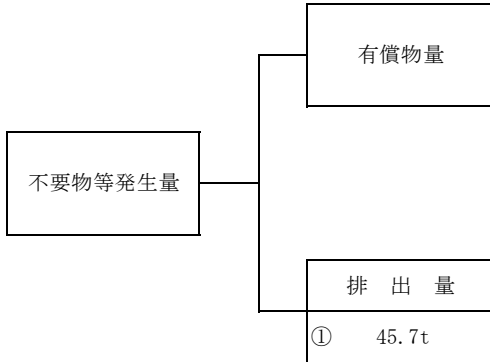 有償物量
不要物等発生量
排 出 量
① 45.7t